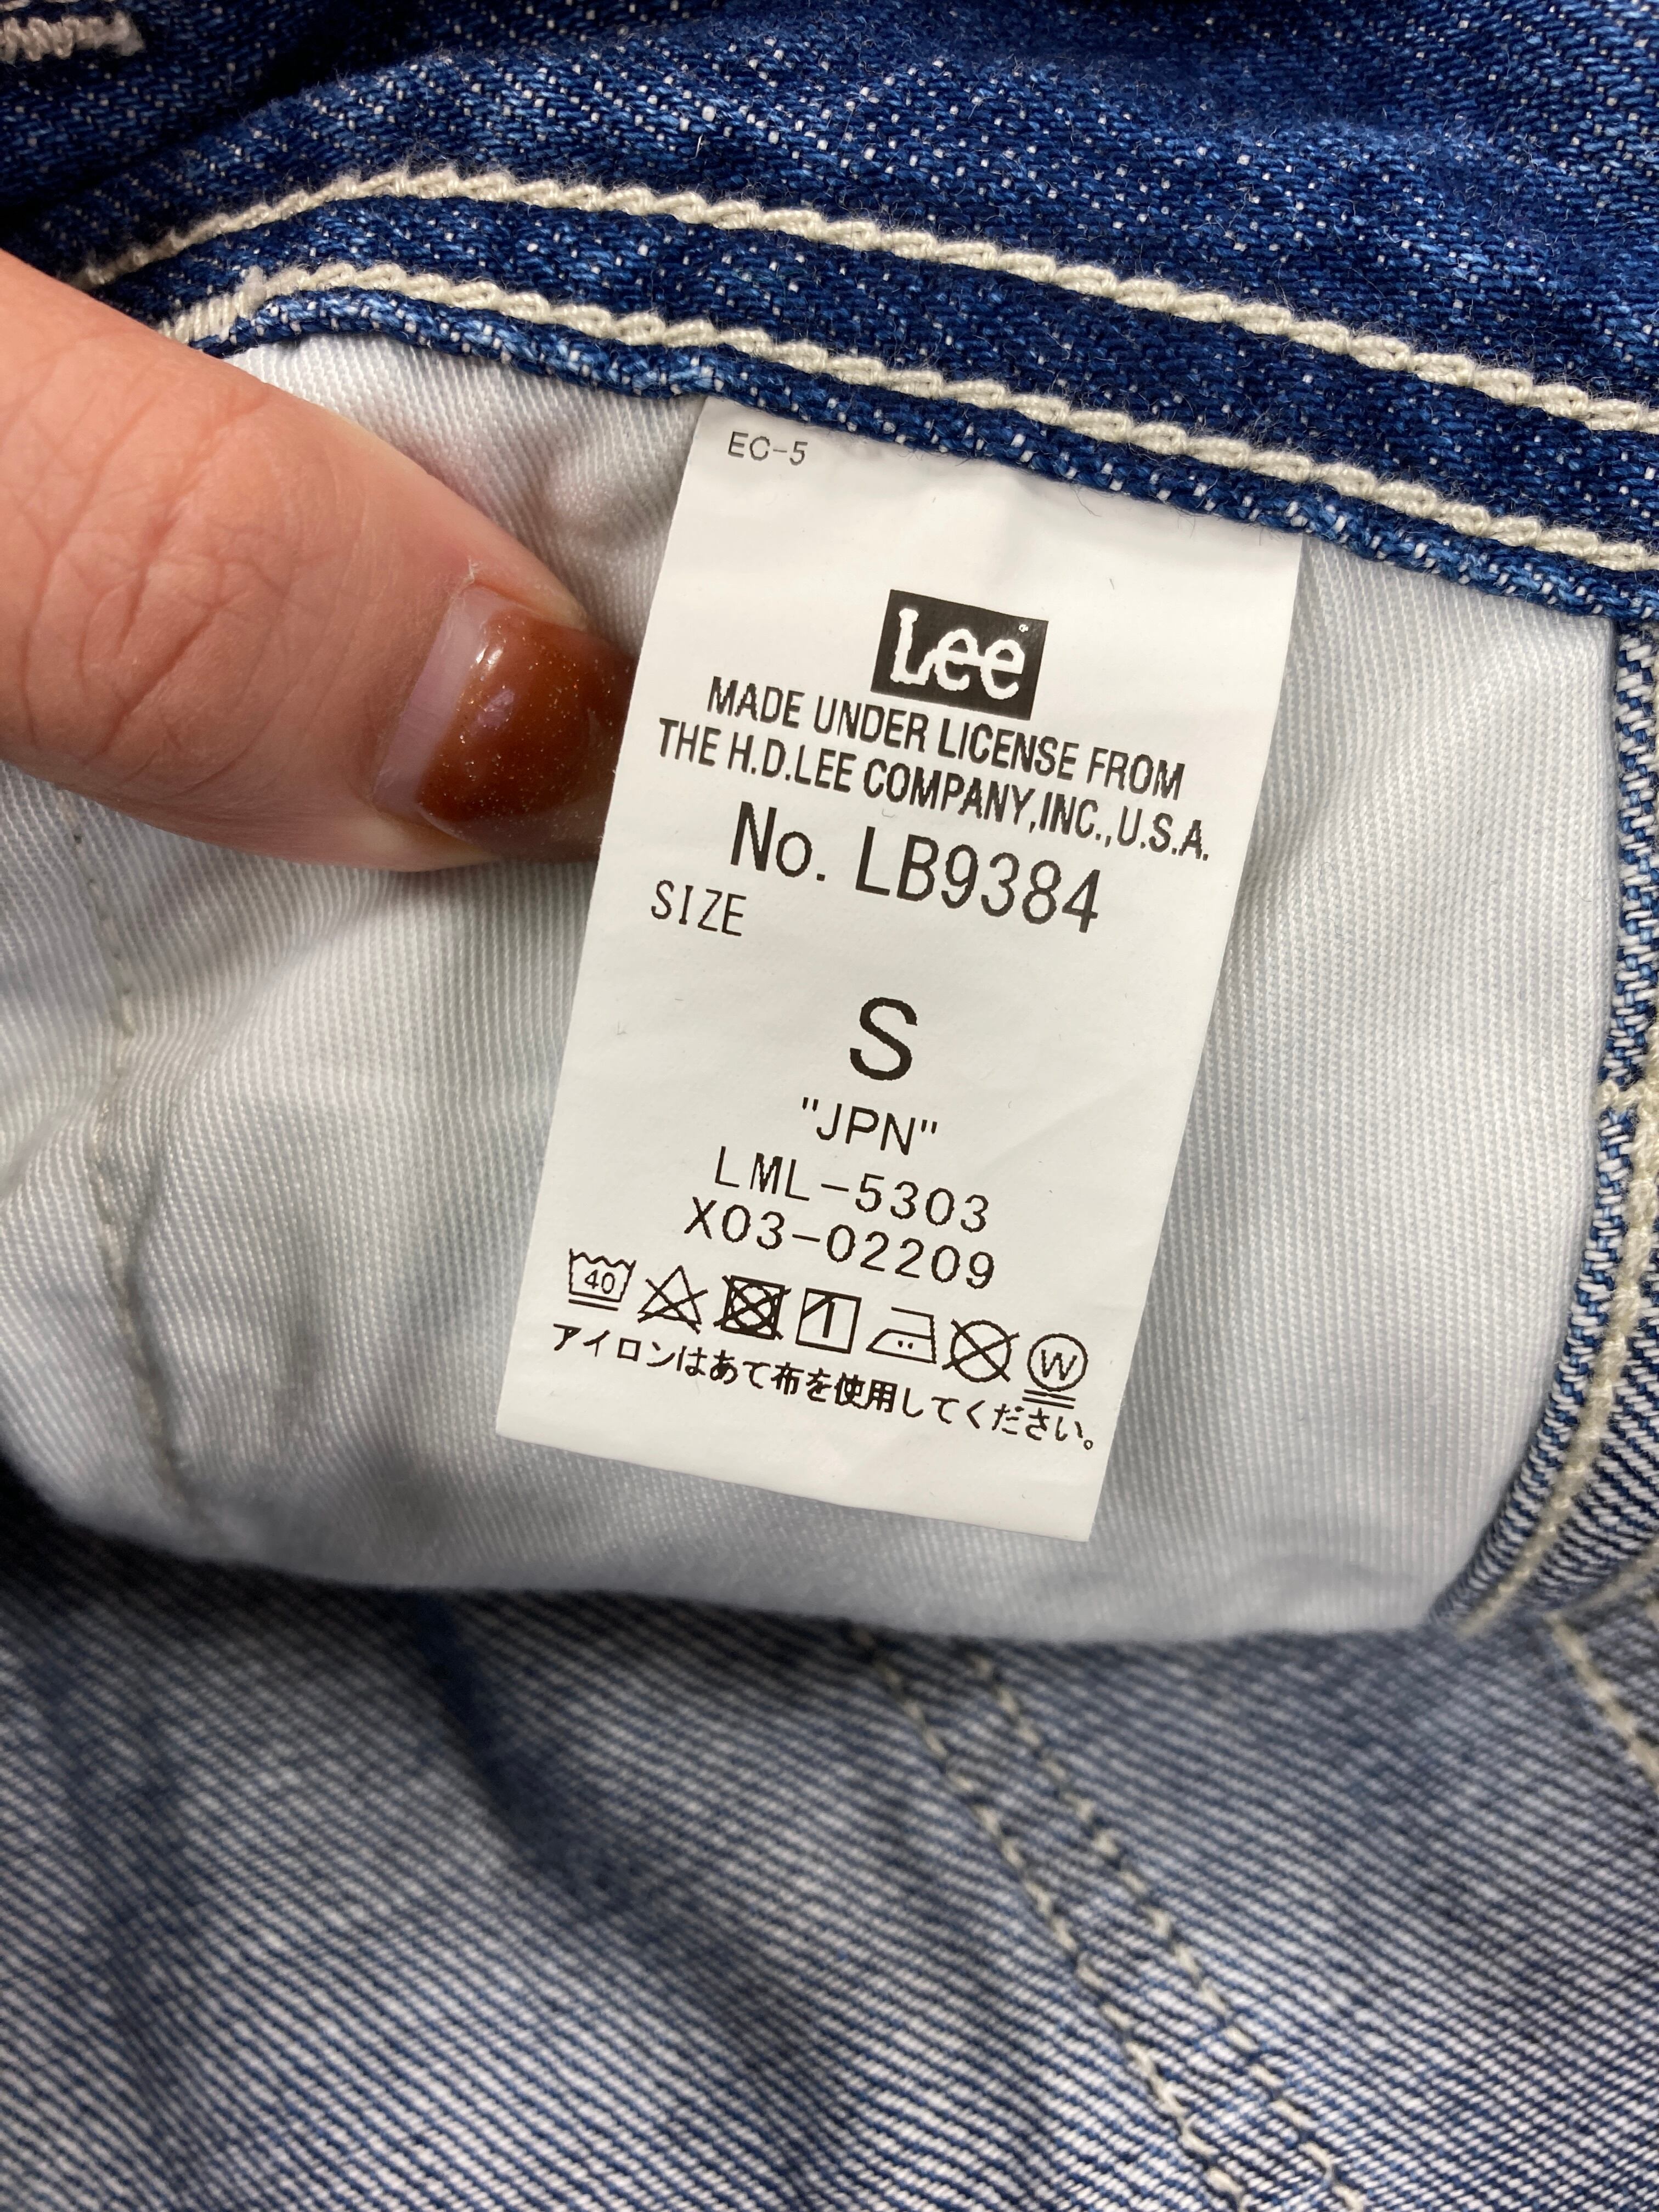 EC-5
Lee
MADE UNDER LICENSE FROM
THE H.D.LEE COMPANY,INC.,U.S.A.
No. LB9384
SIZE
S
"JPN"
LML-5303
X03-02209
40
W
アイロンはあて布を使用してください。